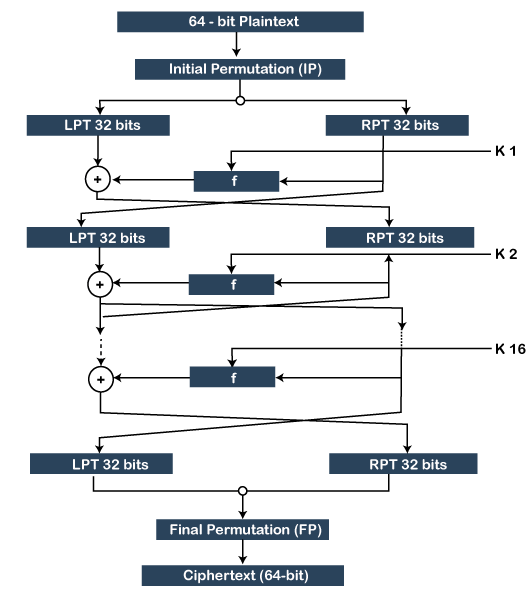 64 - bit Plaintext
Initial Permutation (IP)
LPT 32 bits
RPT 32 bits
K 1
+
f
LPT 32 bits
RPT 32 bits
K 2
+
f
K 16
+
f
LPT 32 bits
RPT 32 bits
Final Permutation (FP)
Ciphertext (64-bit)